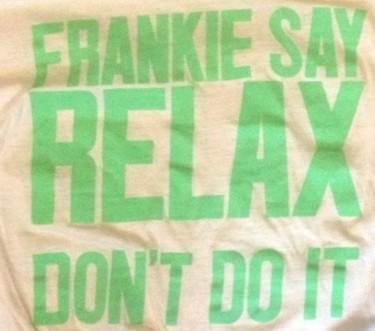 FRANKIE SAY
RELAX
DON'T DO IT